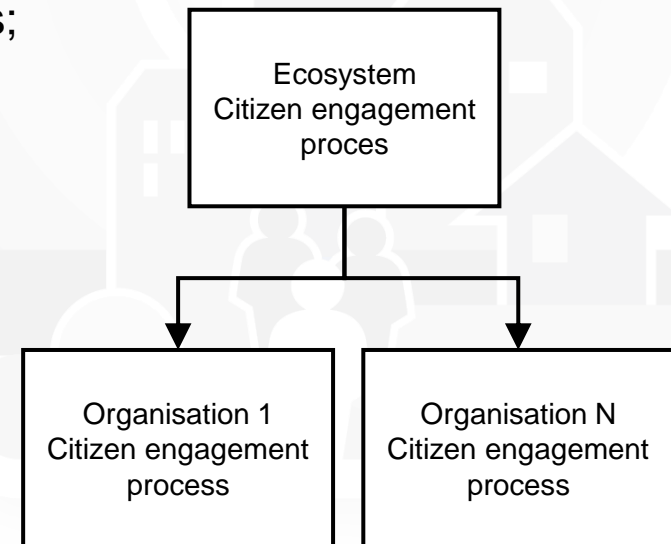 s;
Ecosystem
Citizen engagement
proces
Organisation 1
Citizen engagement
process
Organisation N
Citizen engagement
process